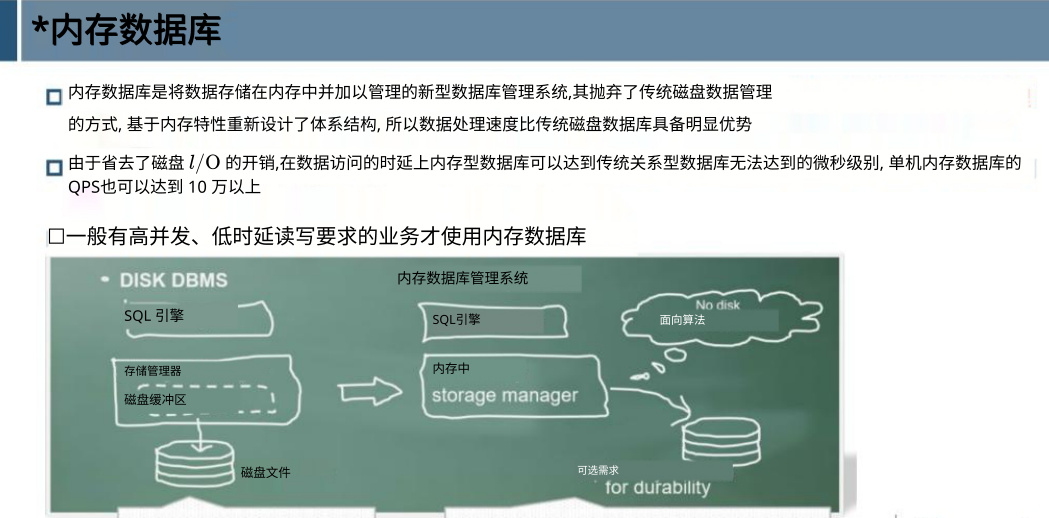 *内存数据库
内存数据库是将数据存储在内存中并加以管理的新型数据库管理系统,其抛弃了传统磁盘数据管理
的方式, 基于内存特性重新设计了体系结构, 所以数据处理速度比传统磁盘数据库具备明显优势
由于省去了磁盘 l/O 的开销,在数据访问的时延上内存型数据库可以达到传统关系型数据库无法达到的微秒级别, 单机内存数据库的
QPS也可以达到 10 万以上
□一般有高并发、低时延读写要求的业务才使用内存数据库
• DISK DBMS
SQL 引擎
存储管理器
磁盘缓冲区
磁盘文件
内存数据库管理系统
SQL引擎
内存中
storage manager
No disk
面向算法
可选需求
for durability